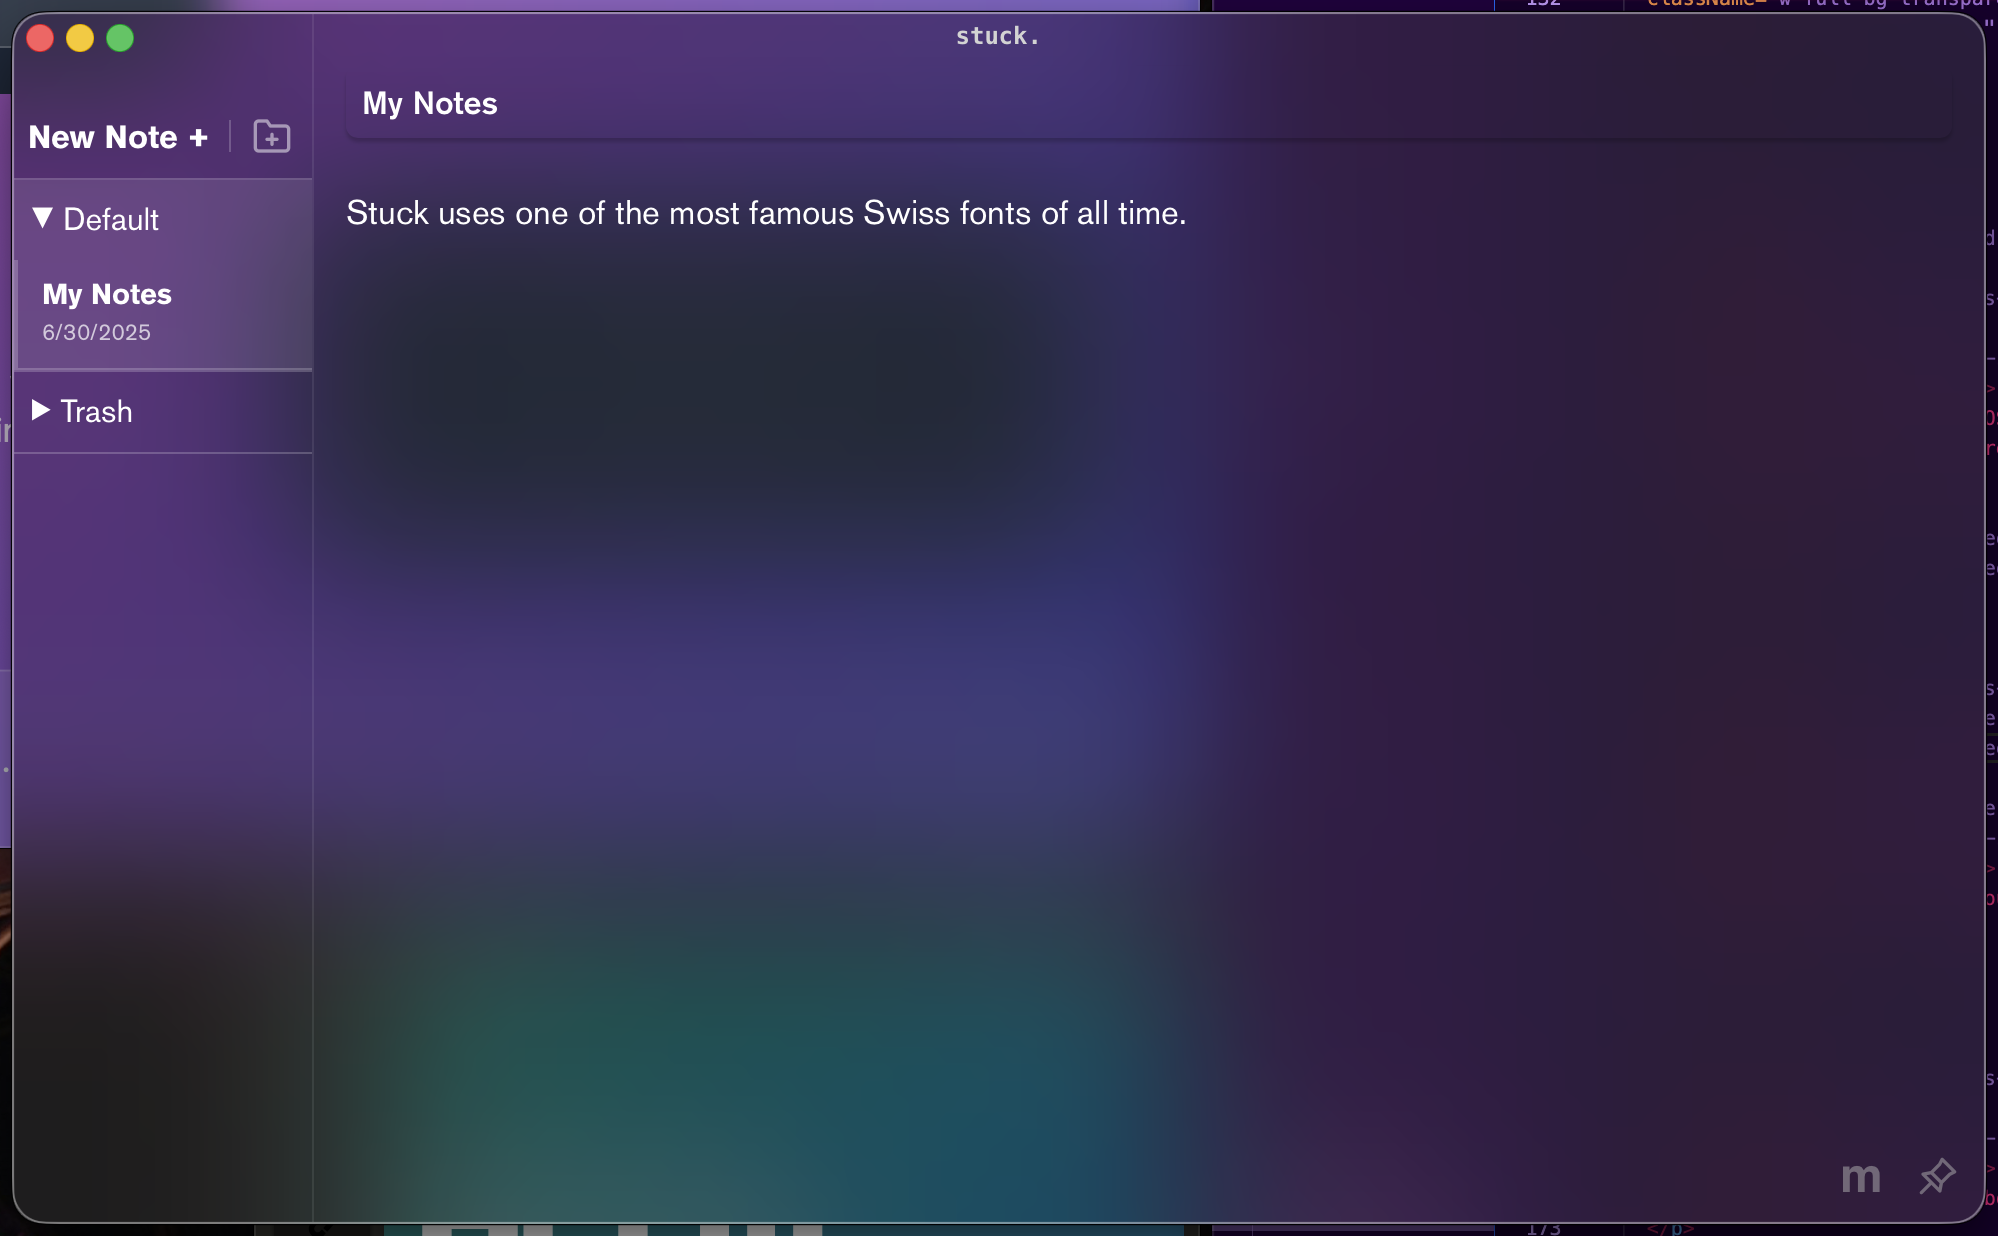 stuck.
New Note +
Default
My Notes
6/30/2025
Trash
My Notes
Stuck uses one of the most famous Swiss fonts of all time.
m
173 </p>